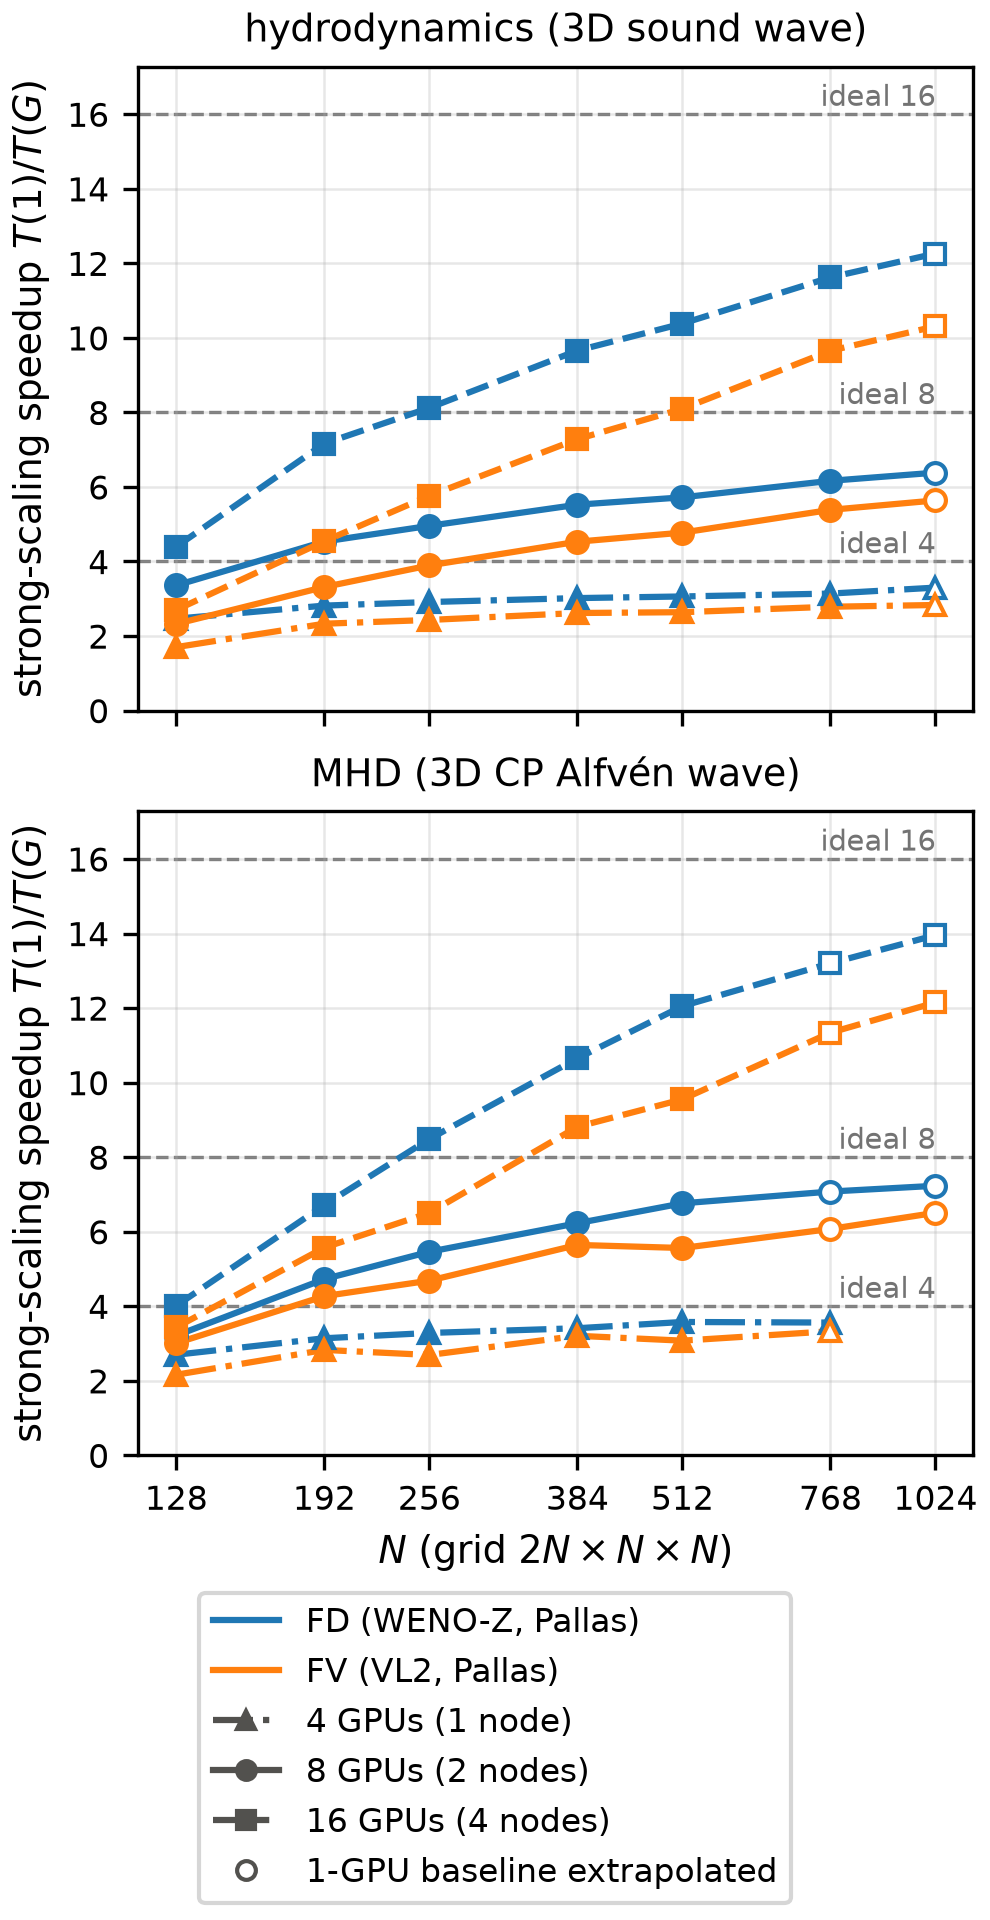 hydrodynamics (3D sound wave)
strong-scaling speedup T(1)/T(G)
16
14
12
10
8
6
4
2
0
ideal 16
ideal 8
ideal 4
MHD (3D CP Alfvén wave)
strong-scaling speedup T(1)/T(G)
16
14
12
10
8
6
4
2
0
ideal 16
ideal 8
ideal 4
128 192 256 384 512 768 1024
N (grid 2N × N × N)
FD (WENO-Z, Pallas)
FV (VL2, Pallas)
4 GPUs (1 node)
8 GPUs (2 nodes)
16 GPUs (4 nodes)
1-GPU baseline extrapolated